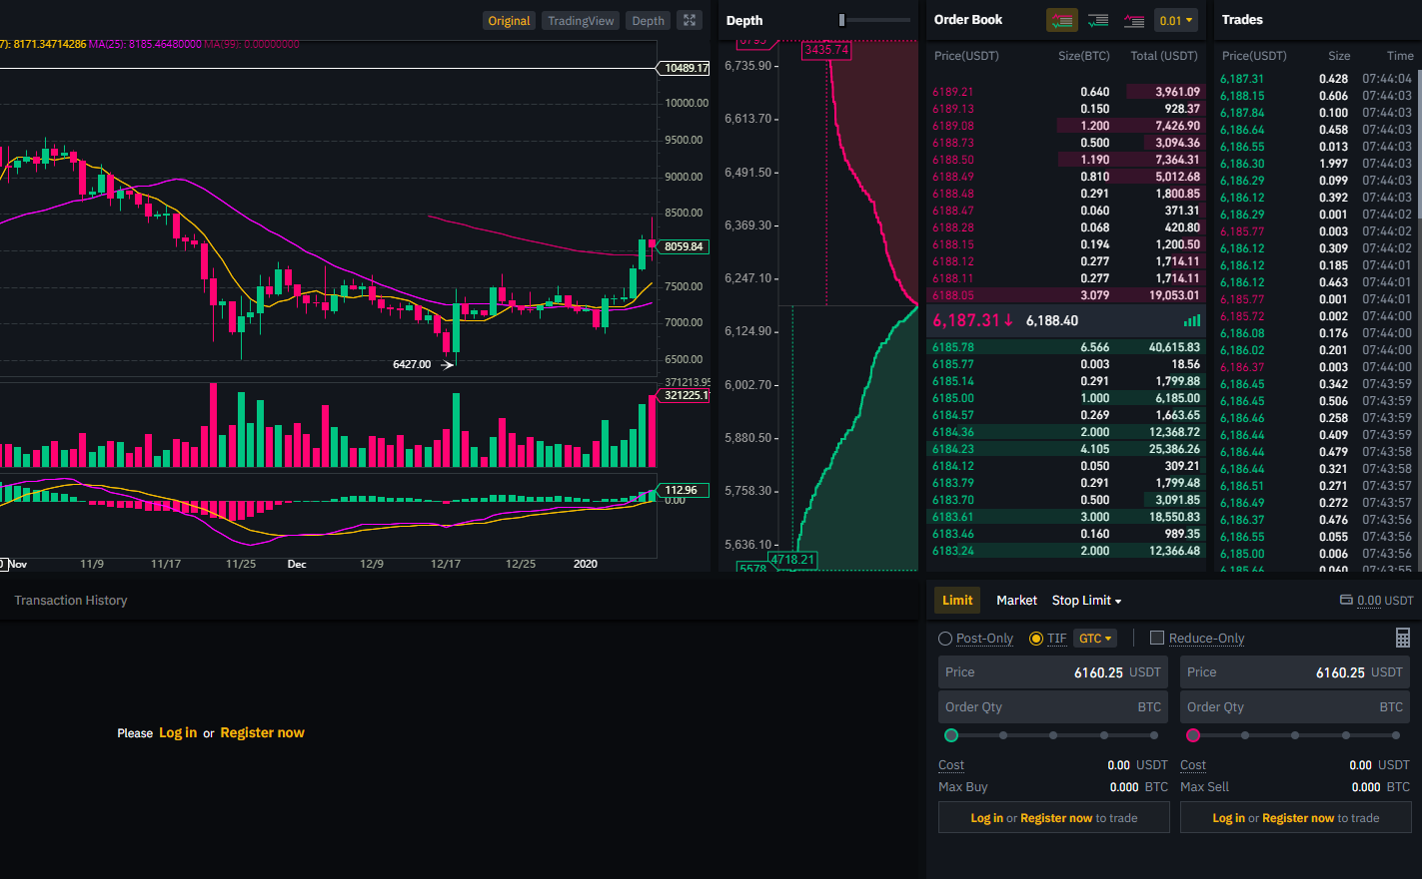 Original TradingView Depth
7): 8171.34714286 MA(25): 8185.46480000 MA(99): 0.00000000
10489.17
10000.00
9500.00
9000.00
8500.00
8059.84
7500.00
7000.00
6500.00
6427.00
371213.95
321225.1
112.96
0.00
Nov 11/9 11/17 11/25 Dec 12/9 12/17 12/25 2020
Depth
6793
3435.74
6,735.90
6,613.70
6,491.50
6,369.30
6,247.10
6,124.90
6,002.70
5,880.50
5,758.30
5,636.10
4718.21
5578
Order Book 0.01
Price(USDT) Size(BTC) Total (USDT)
6189.21 0.640 3,961.09
6189.13 0.150 928.37
6189.08 1.200 7,426.90
6188.73 0.500 3,094.36
6188.50 1.190 7,364.31
6188.49 0.810 5,012.68
6188.48 0.291 1,800.85
6188.47 0.060 371.31
6188.28 0.068 420.80
6188.15 0.194 1,200.50
6188.12 0.277 1,714.11
6188.11 0.277 1,714.11
6188.05 3.079 19,053.01
6,187.31↓ 6,188.40
6185.78 6.566 40,615.83
6185.77 0.003 18.56
6185.14 0.291 1,799.88
6185.00 1.000 6,185.00
6184.57 0.269 1,663.65
6184.36 2.000 12,368.72
6184.23 4.105 25,386.26
6184.12 0.050 309.21
6183.79 0.291 1,799.48
6183.70 0.500 3,091.85
6183.61 3.000 18,550.83
6183.46 0.160 989.35
6183.24 2.000 12,366.48
Trades
Price(USDT) Size Time
6,187.31 0.428 07:44:04
6,188.15 0.606 07:44:03
6,187.84 0.100 07:44:03
6,186.64 0.458 07:44:03
6,186.55 0.013 07:44:03
6,186.30 1.997 07:44:03
6,186.29 0.099 07:44:03
6,186.12 0.392 07:44:03
6,186.29 0.001 07:44:02
6,185.77 0.003 07:44:02
6,186.12 0.309 07:44:02
6,186.12 0.185 07:44:01
6,186.12 0.463 07:44:01
6,185.77 0.001 07:44:01
6,185.72 0.002 07:44:00
6,186.08 0.176 07:44:00
6,186.02 0.201 07:44:00
6,186.37 0.003 07:44:00
6,186.45 0.342 07:43:59
6,186.45 0.506 07:43:59
6,186.46 0.258 07:43:59
6,186.44 0.409 07:43:59
6,186.44 0.479 07:43:58
6,186.44 0.321 07:43:58
6,186.51 0.271 07:43:57
6,186.49 0.272 07:43:57
6,186.37 0.476 07:43:56
6,186.55 0.055 07:43:56
6,185.00 0.006 07:43:56
6,185.66 0.060 07:43:55
Transaction History
Please Log in or Register now
Limit Market Stop Limit 0.00 USDT
Post-Only TIF GTC Reduce-Only
Price 6160.25 USDT
Order Qty BTC
Cost 0.00 USDT
Max Buy 0.000 BTC
Log in or Register now to trade
Price 6160.25 USDT
Order Qty BTC
Cost 0.00 USDT
Max Sell 0.000 BTC
Log in or Register now to trade